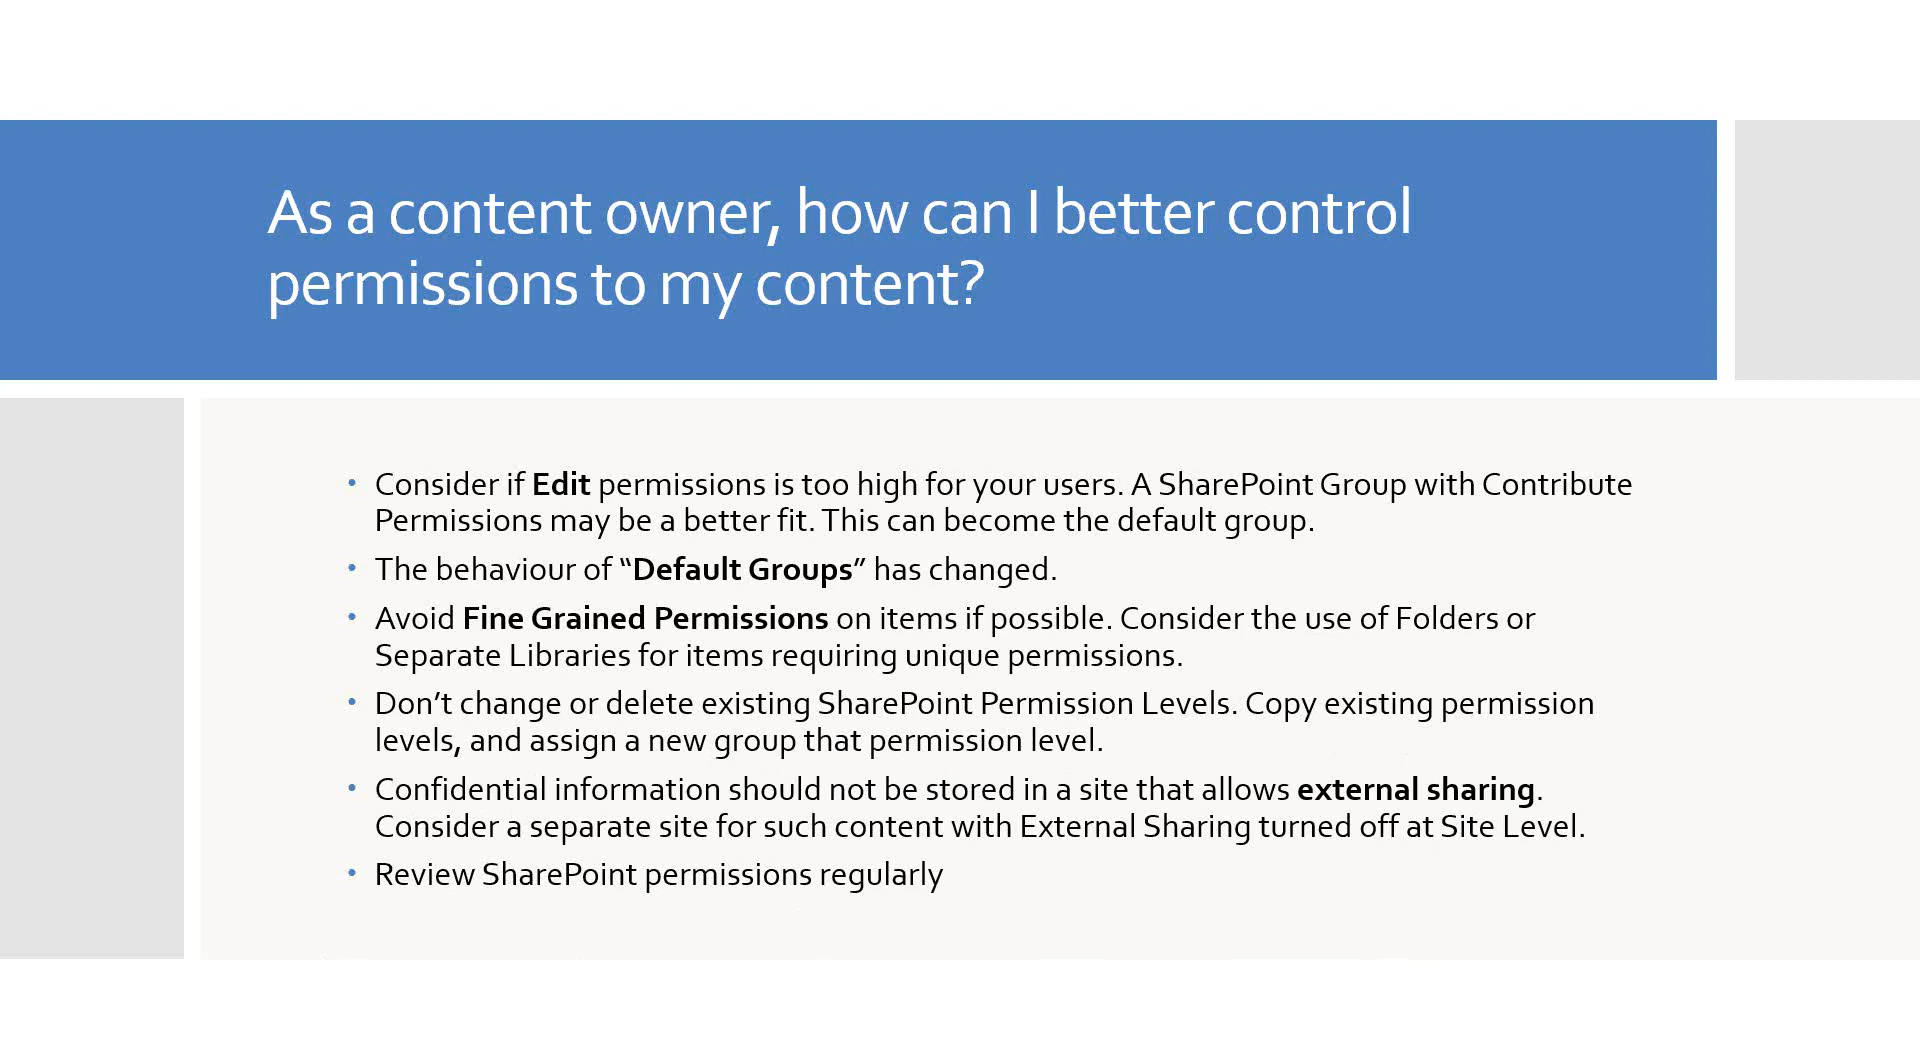 As a content owner, how can I better control
permissions to my content?
• Consider if Edit permissions is too high for your users. A SharePoint Group with Contribute
Permissions may be a better fit. This can become the default group.
• The behaviour of “Default Groups” has changed.
• Avoid Fine Grained Permissions on items if possible. Consider the use of Folders or
Separate Libraries for items requiring unique permissions.
• Don’t change or delete existing SharePoint Permission Levels. Copy existing permission
levels, and assign a new group that permission level.
• Confidential information should not be stored in a site that allows external sharing.
Consider a separate site for such content with External Sharing turned off at Site Level.
• Review SharePoint permissions regularly